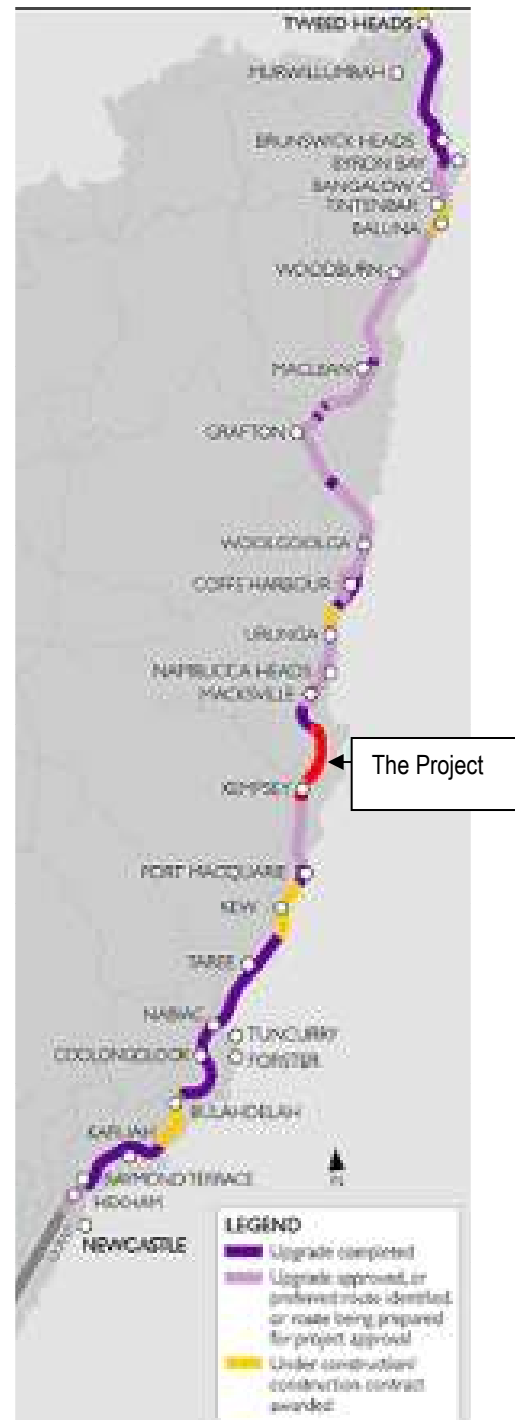 TWEED HEADS
MURWILLUMBAH
BRUNSWICK HEADS
BYRON BAY
BANGALOW
TINTENBAR
BALLINA
WOODBURN
MACLEAN
GRAFTON
WOOLGOOLGA
COFFS HARBOUR
URUNGA
NAMBUCCA HEADS
MACKSVILLE
The Project
KEMPSEY
PORT MACQUARIE
KEW
TAREE
NABIAC
TUNCURRY
COOLONGOLOOK
FORSTER
BULAHDELAH
KARUAH
RAYMOND TERRACE
HEXHAM
N
NEWCASTLE
LEGEND
Upgrade completed
Upgrade approved, or
preferred route identified,
or route being prepared
for project approval
Under construction/
construction contract
awarded